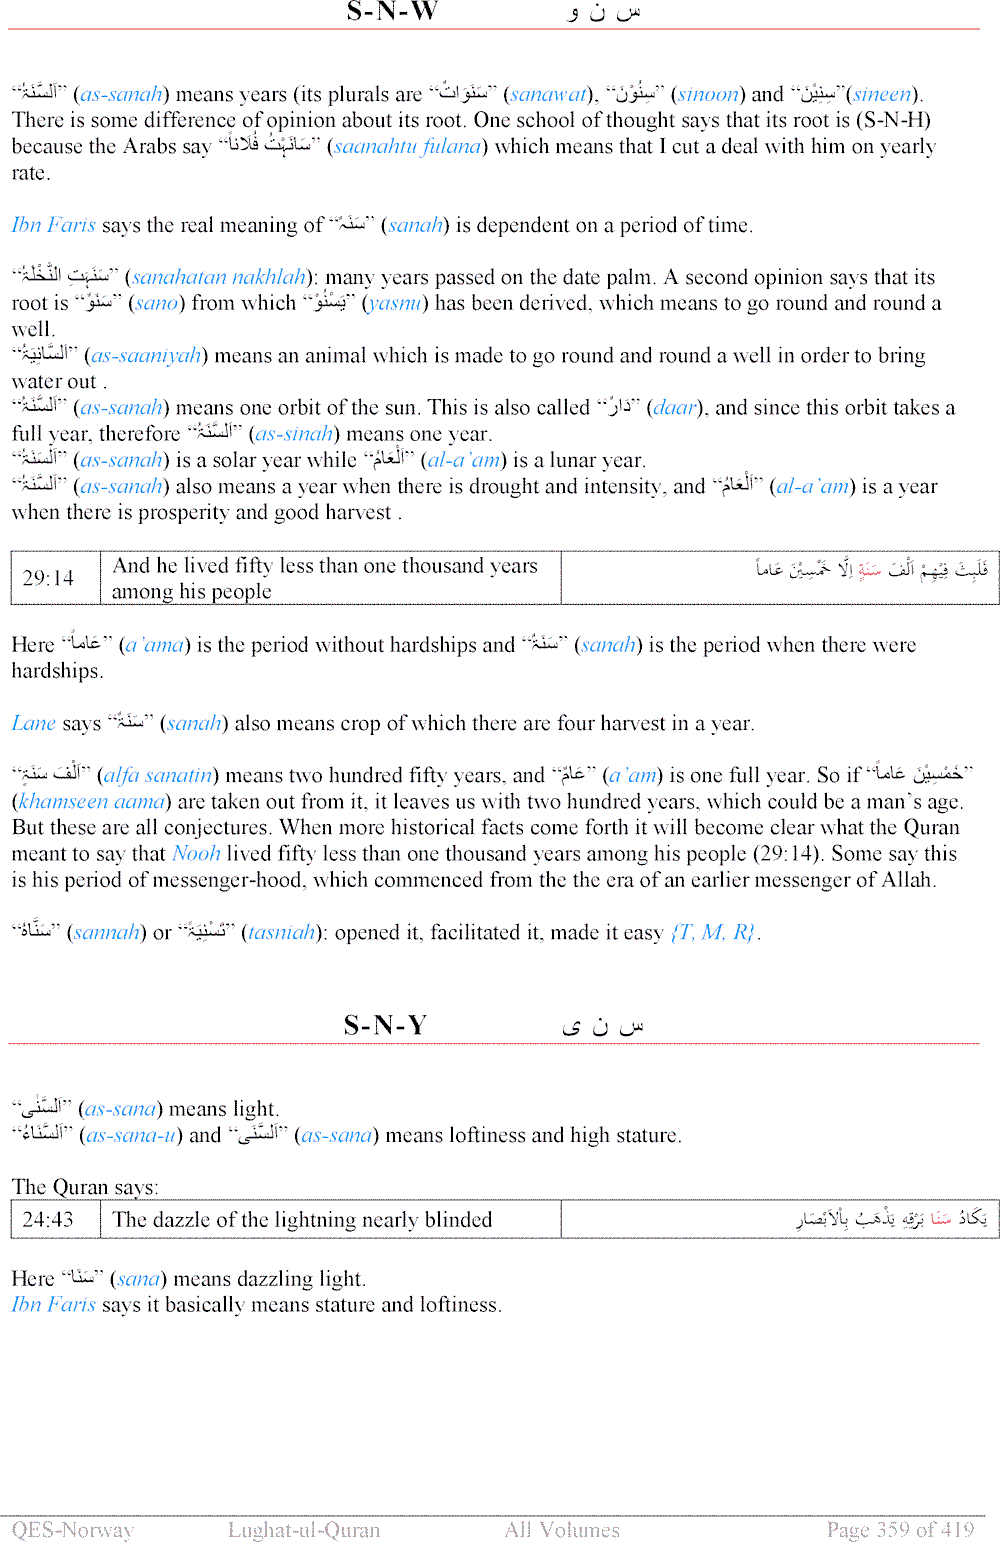 S-N-W س ن و
“اَلسَّنَۃُ” (as-sanah) means years (its plurals are “سَنَوَاتٌ” (sanawat), “سِنُوْنَ” (sinoon) and “سِنِیْنَ”(sineen).
There is some difference of opinion about its root. One school of thought says that its root is (S-N-H)
because the Arabs say “سَانَہْتُ فُلَاناً” (saanahtu fulana) which means that I cut a deal with him on yearly
rate.
Ibn Faris says the real meaning of “سَنَہٌ” (sanah) is dependent on a period of time.
“سَنَہَتِ النَّخْلَۃُ” (sanahatan nakhlah): many years passed on the date palm. A second opinion says that its
root is “سَنَوٌ” (sano) from which “یَسْنُوْ” (yasnu) has been derived, which means to go round and round a
well.
“اَلسَّانِیَۃُ” (as-saaniyah) means an animal which is made to go round and round a well in order to bring
water out .
“اَلسَّنَۃُ” (as-sanah) means one orbit of the sun. This is also called “دَارٌ” (daar), and since this orbit takes a
full year, therefore “اَلسَّنَۃُ” (as-sinah) means one year.
“اَلسَّنَۃُ” (as-sanah) is a solar year while “اَلْعَامُ” (al-a’am) is a lunar year.
“اَلسَّنَۃُ” (as-sanah) also means a year when there is drought and intensity, and “اَلْعَامُ” (al-a’am) is a year
when there is prosperity and good harvest .
29:14 And he lived fifty less than one thousand years فَلَبِثَ فِیْہِمْ اَلْفَ سَنَۃٍ اِلَّا خَمْسِیْنَ عَاماً
among his people
Here “عَاماً” (a’ama) is the period without hardships and “سَنَۃٌ” (sanah) is the period when there were
hardships.
Lane says “سَنَۃٌ” (sanah) also means crop of which there are four harvest in a year.
“اَلْفَ سَنَۃٍ” (alfa sanatin) means two hundred fifty years, and “عَامٌ” (a’am) is one full year. So if “خَمْسِیْنَ عَاماً”
(khamseen aama) are taken out from it, it leaves us with two hundred years, which could be a man’s age.
But these are all conjectures. When more historical facts come forth it will become clear what the Quran
meant to say that Nooh lived fifty less than one thousand years among his people (29:14). Some say this
is his period of messenger-hood, which commenced from the the era of an earlier messenger of Allah.
“سَنَّاہُ” (sannah) or “تَسْنِیَۃً” (tasniah): opened it, facilitated it, made it easy {T, M, R}.
S-N-Y س ن ی
“اَلسَّنٰی” (as-sana) means light.
“اَلسَّنَاءُ” (as-sana-u) and “اَلسَّنَی” (as-sana) means loftiness and high stature.
The Quran says:
24:43 The dazzle of the lightning nearly blinded یَکَادُ سَنَا بَرْقِہٖ یَذْھَبُ بِالْاَبْصَارِ
Here “سَنَا” (sana) means dazzling light.
Ibn Faris says it basically means stature and loftiness.
QES-Norway Lughat-ul-Quran All Volumes Page 359 of 419